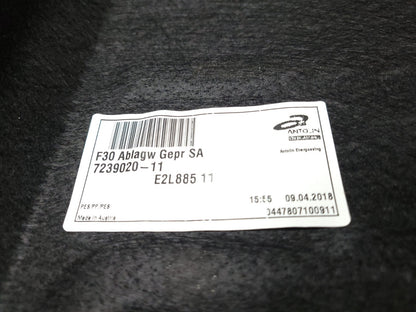 ANTOLIN
F30 Ablagw Gepr SA
7239020-11
E2L885 11
15:55 09.04.2018
0447807100911
PES/PP/PES
Made in Austria